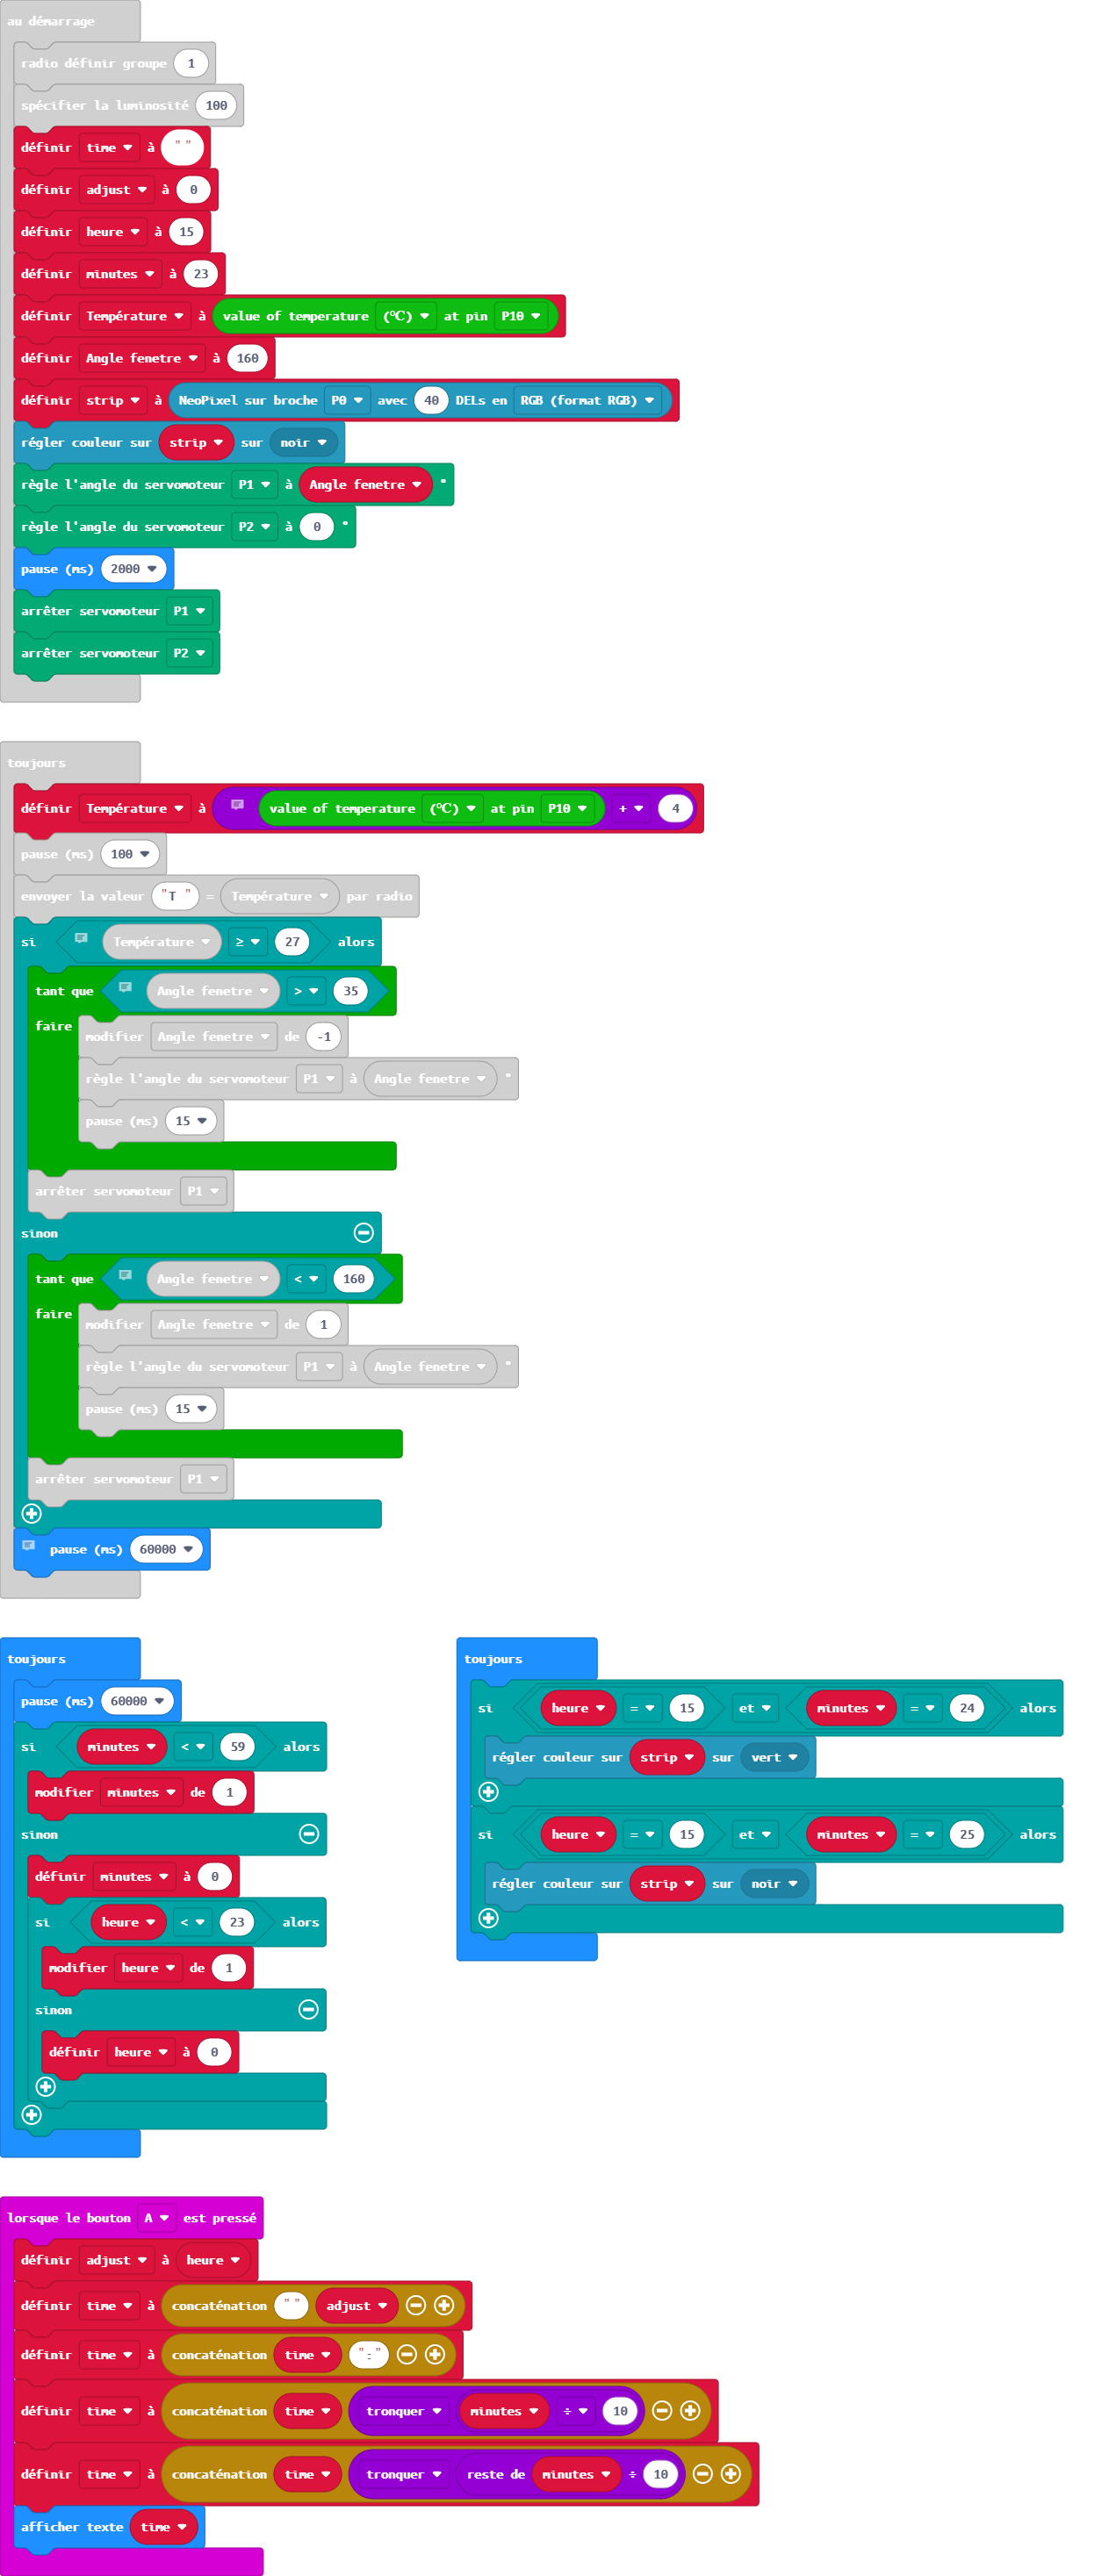 au démarrage
radio définir groupe 1
spécifier la luminosité 100
définir time à " "
définir adjust à 0
définir heure à 15
définir minutes à 23
définir Température à value of temperature (℃) at pin P10
définir Angle fenetre à 160
définir strip à NeoPixel sur broche P0 avec 40 DELs en RGB (format RGB)
régler couleur sur strip sur noir
règle l'angle du servomoteur P1 à Angle fenetre °
règle l'angle du servomoteur P2 à 0 °
pause (ms) 2000
arrêter servomoteur P1
arrêter servomoteur P2
toujours
définir Température à value of temperature (℃) at pin P10 + 4
pause (ms) 100
envoyer la valeur "T " = Température par radio
si Température ≥ 27 alors
tant que Angle fenetre > 35
faire
modifier Angle fenetre de -1
règle l'angle du servomoteur P1 à Angle fenetre °
pause (ms) 15
arrêter servomoteur P1
sinon
tant que Angle fenetre < 160
faire
modifier Angle fenetre de 1
règle l'angle du servomoteur P1 à Angle fenetre °
pause (ms) 15
arrêter servomoteur P1
pause (ms) 60000
toujours
pause (ms) 60000
si minutes < 59 alors
modifier minutes de 1
sinon
définir minutes à 0
si heure < 23 alors
modifier heure de 1
sinon
définir heure à 0
toujours
si heure = 15 et minutes = 24 alors
régler couleur sur strip sur vert
si heure = 15 et minutes = 25 alors
régler couleur sur strip sur noir
lorsque le bouton A est pressé
définir adjust à heure
définir time à concaténation " " adjust
définir time à concaténation time ":"
définir time à concaténation time tronquer minutes ÷ 10
définir time à concaténation time tronquer reste de minutes ÷ 10
afficher texte time